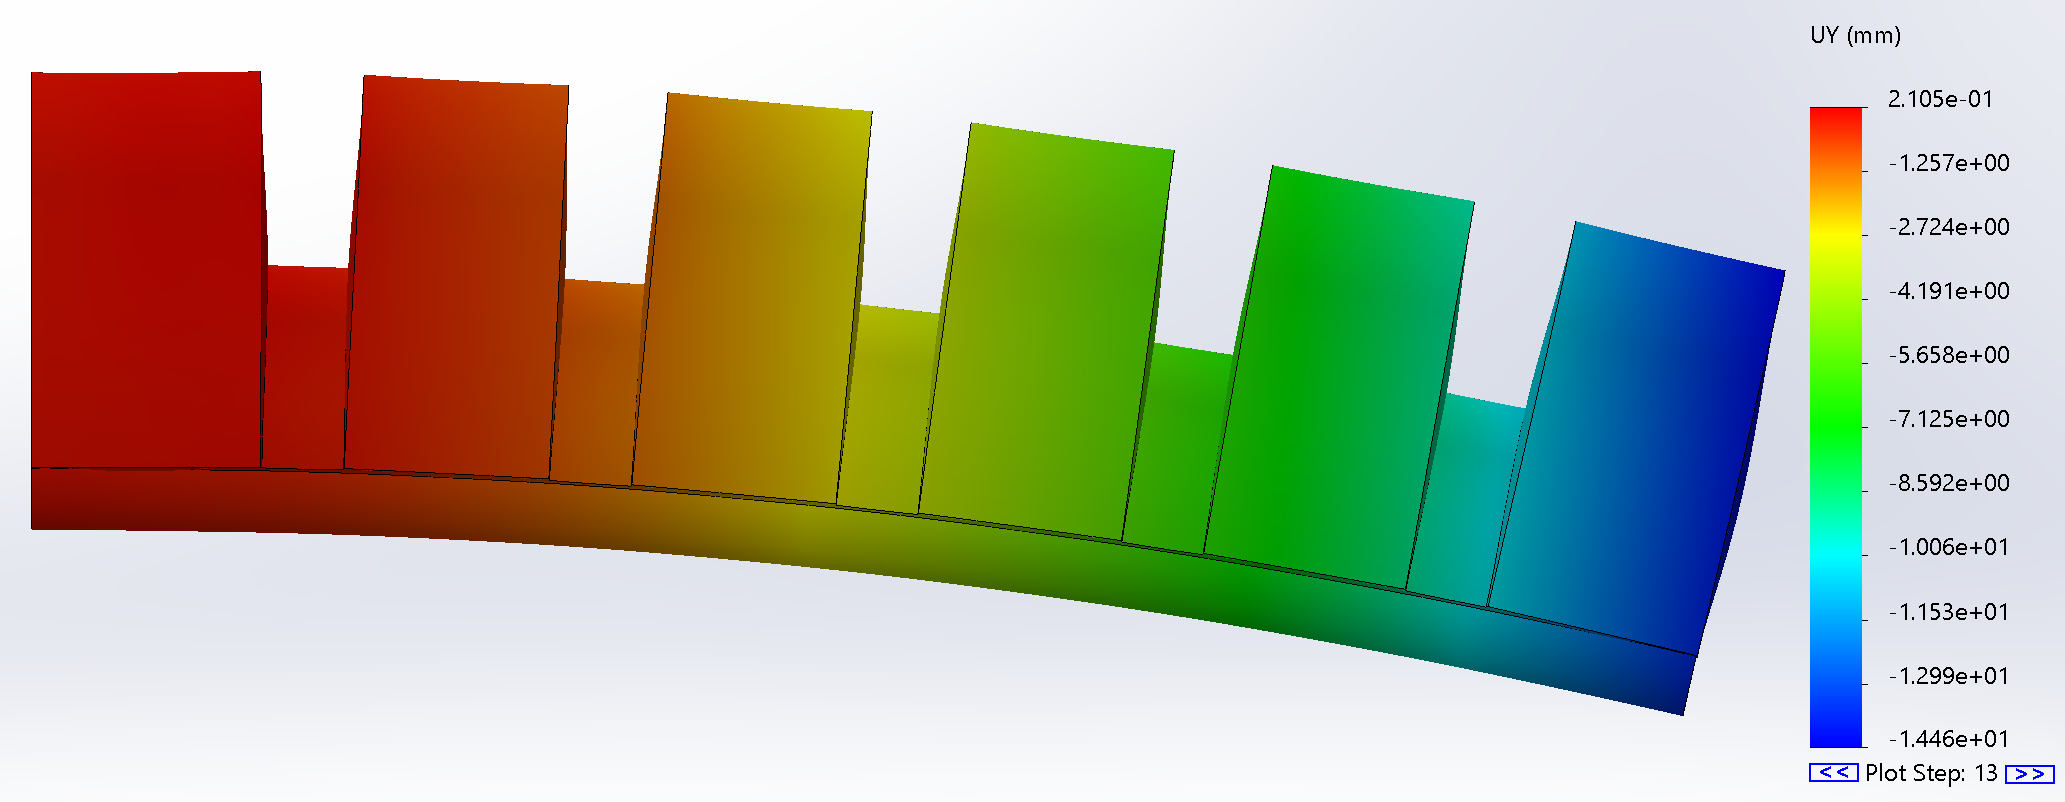 UY (mm)
2.105e-01
-1.257e+00
-2.724e+00
-4.191e+00
-5.658e+00
-7.125e+00
-8.592e+00
-1.006e+01
-1.153e+01
-1.299e+01
-1.446e+01
<< Plot Step: 13 >>